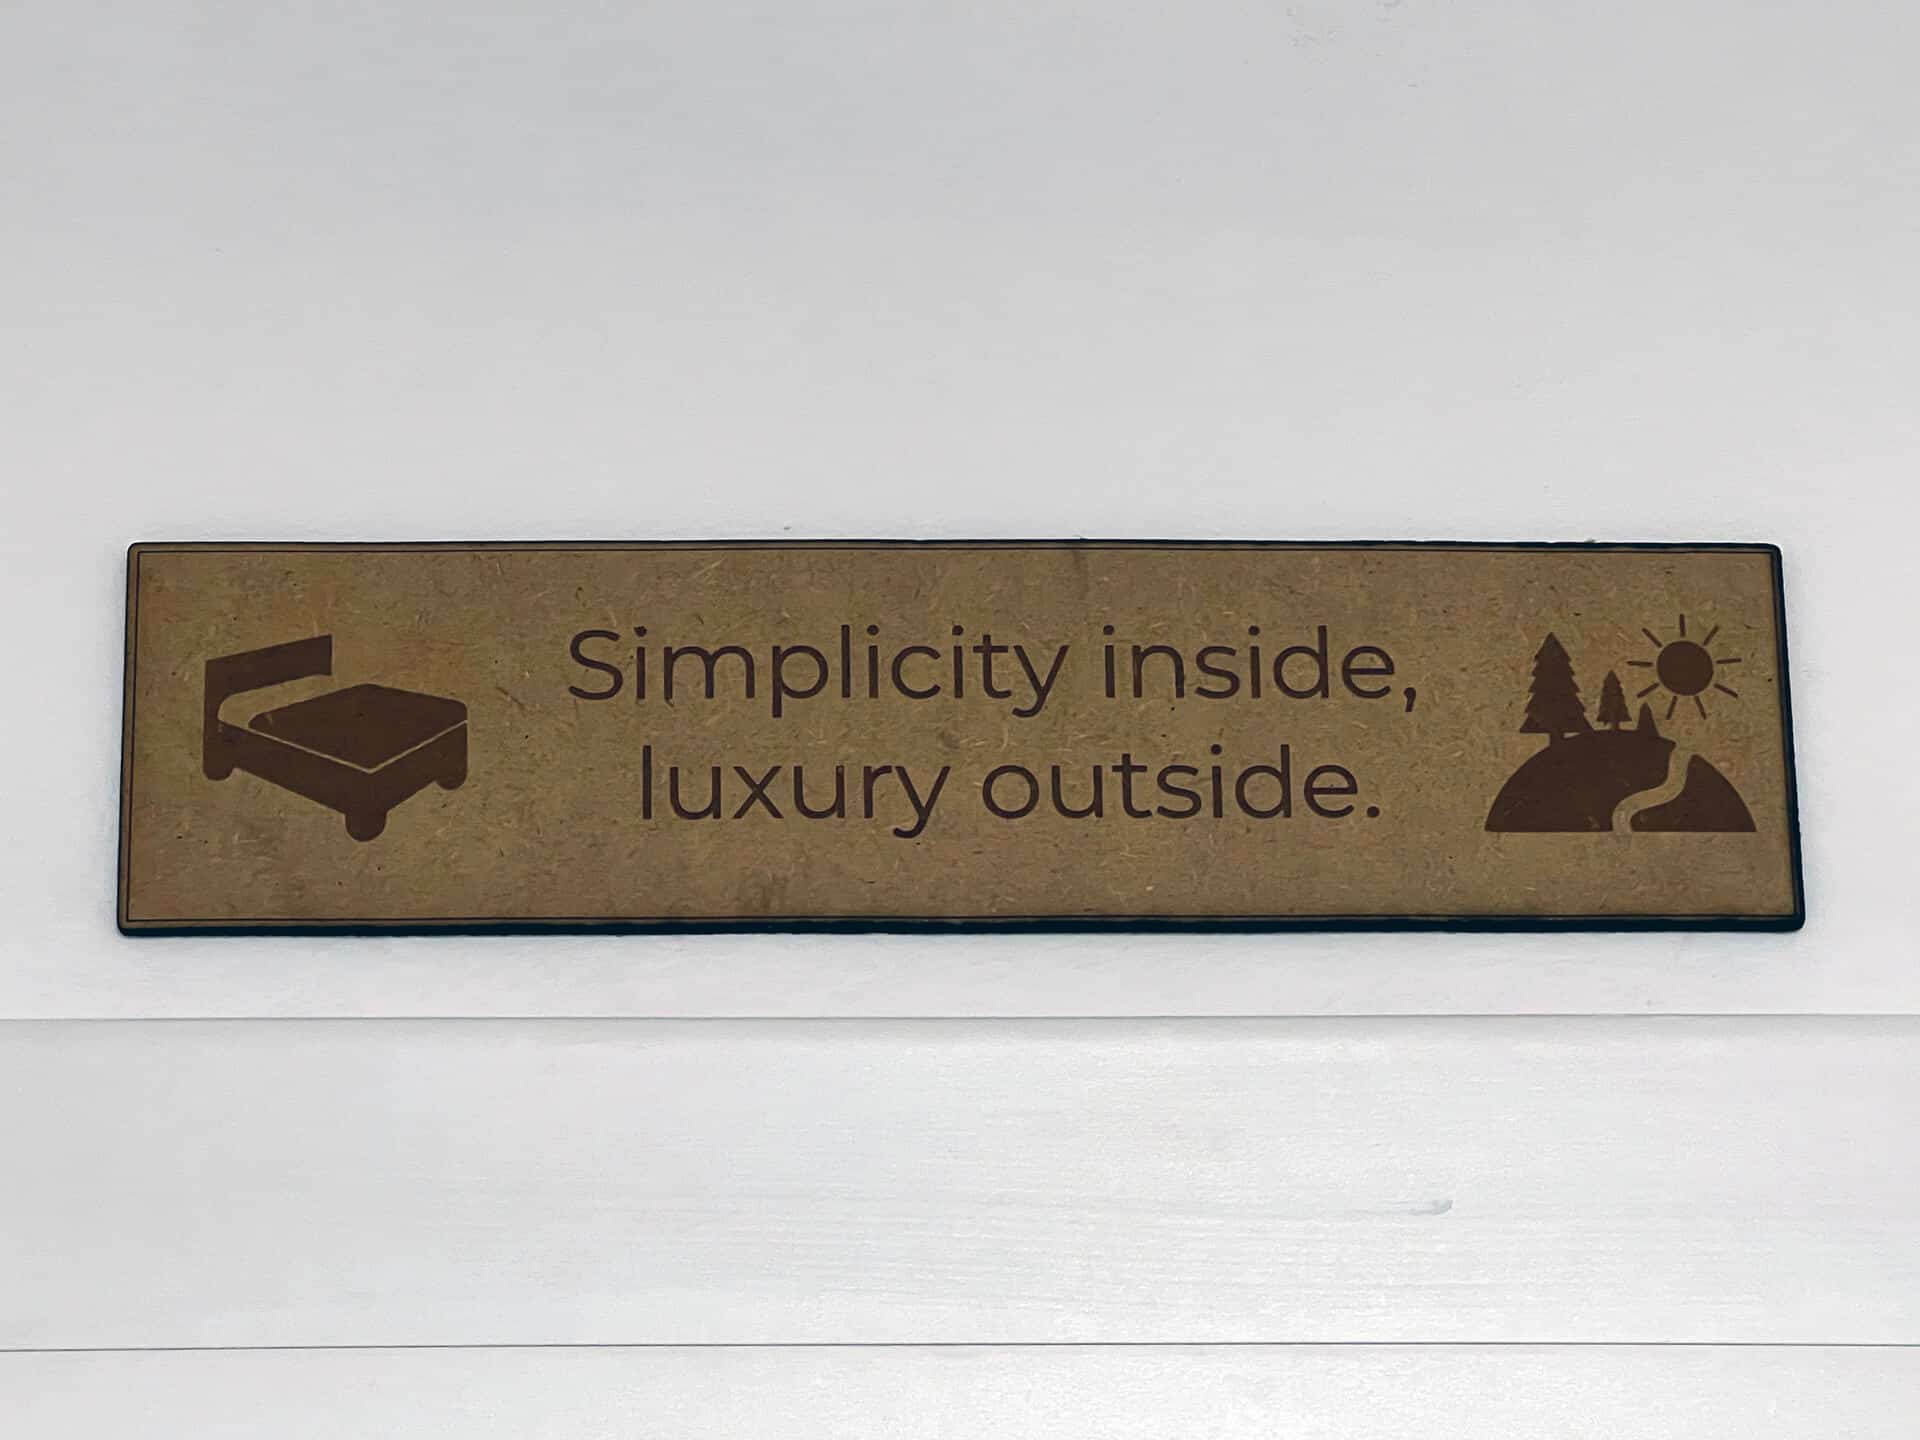 Simplicity inside,
luxury outside.